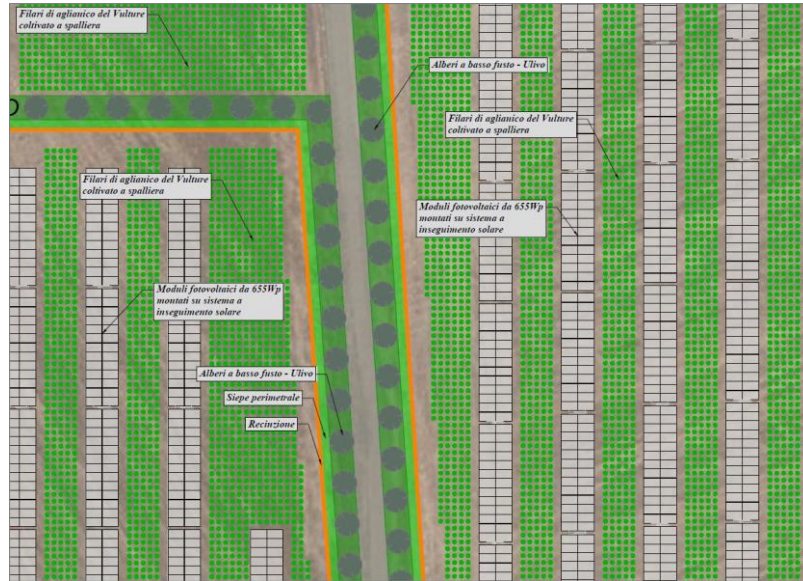 Filari di aglianico del Vulture
coltivato a spalliera
Alberi a basso fusto - Ulivo
Filari di aglianico del Vulture
coltivato a spalliera
Filari di aglianico del Vulture
coltivato a spalliera
Moduli fotovoltaici da 655Wp
montati su sistema a
inseguimento solare
Moduli fotovoltaici da 655Wp
montati su sistema a
inseguimento solare
Alberi a basso fusto - Ulivo
Siepe perimetrale
Recinzione